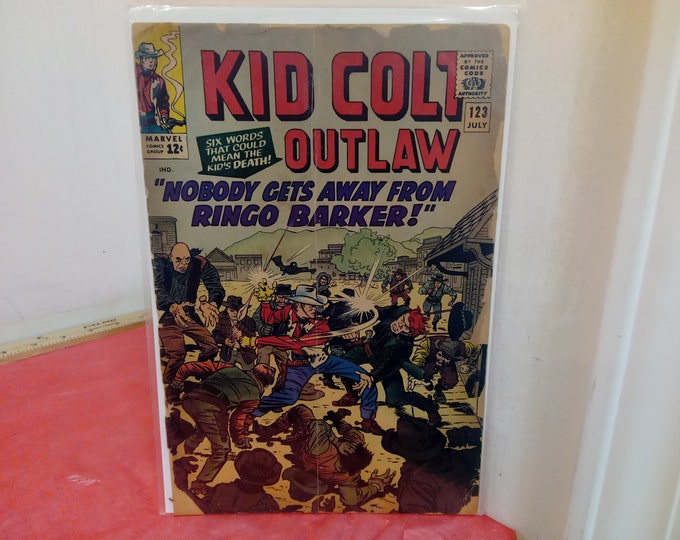 KID COLT
OUTLAW
APPROVED
BY THE
COMICS
CODE
AUTHORITY
MARVEL
COMICS
GROUP
12¢
IND.
123
JULY
SIX WORDS
THAT COULD
MEAN THE
KID'S DEATH!
"NOBODY GETS AWAY FROM
RINGO BARKER!"